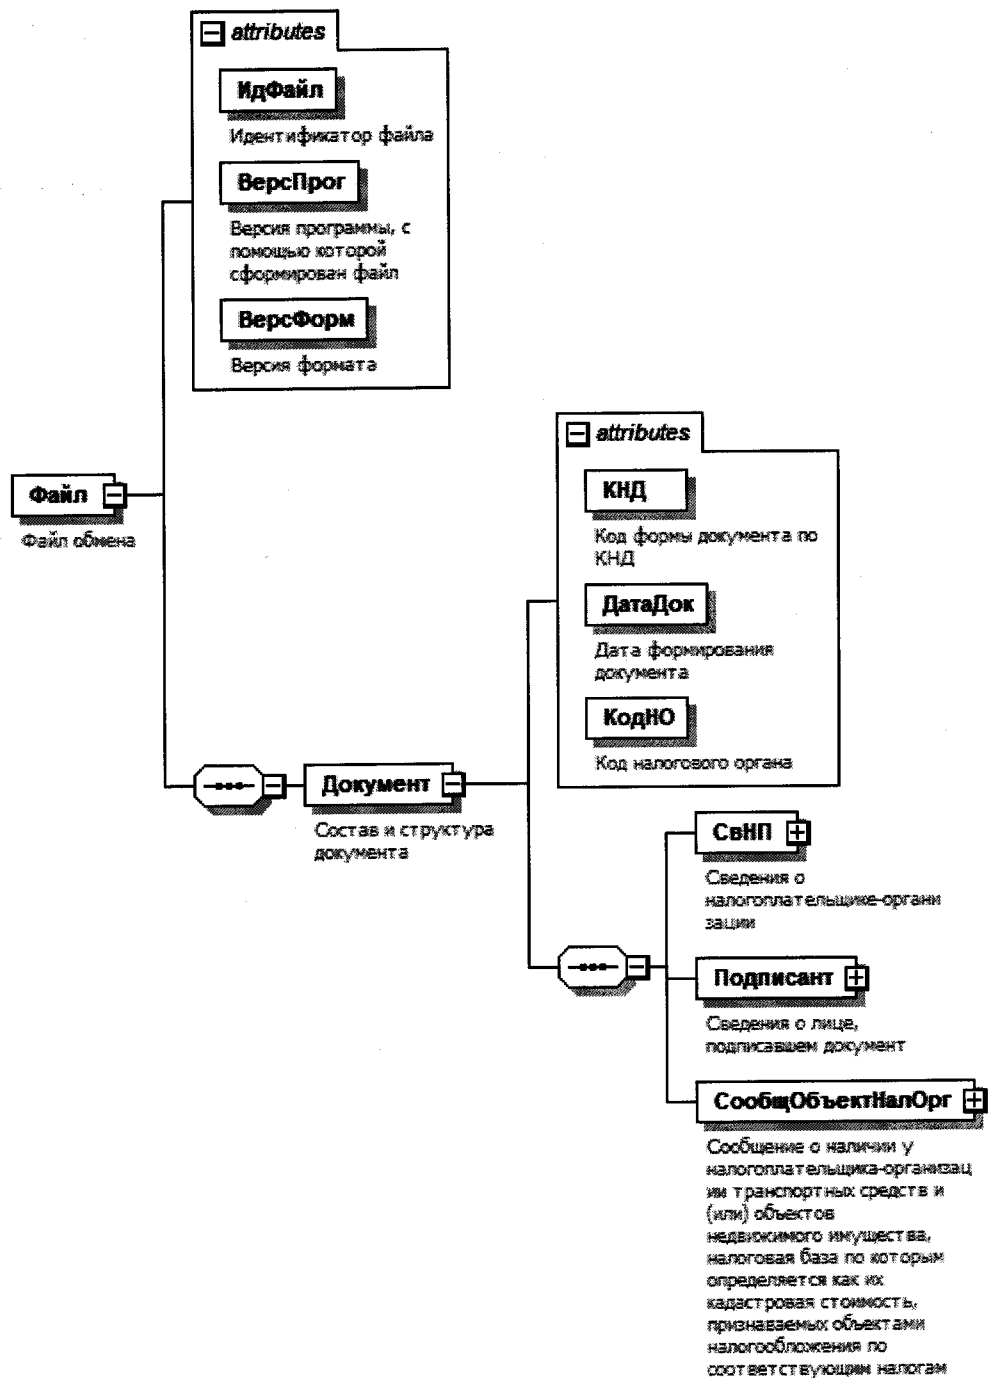 attributes
ИдФайл
Идентификатор файла
ВерсПрог
Версия программы, с
помощью которой
сформирован файл
ВерсФорм
Версия формата
Файл
Файл обмена
attributes
КНД
Код формы документа по
КНД
ДатаДок
Дата формирования
документа
КодНО
Код налогового органа
Документ
Состав и структура
документа
СвНП
Сведения о
налогоплательщике-органи
зации
Подписант
Сведения о лице,
подписавшем документ
СообщОбъектНалОрг
Сообщение о наличии у
налогоплательщика-организац
ии транспортных средств и
(или) объектов
недвижимого имущества,
налоговая база по которым
определяется как их
кадастровая стоимость,
признаваемых объектами
налогообложения по
соответствующим налогам